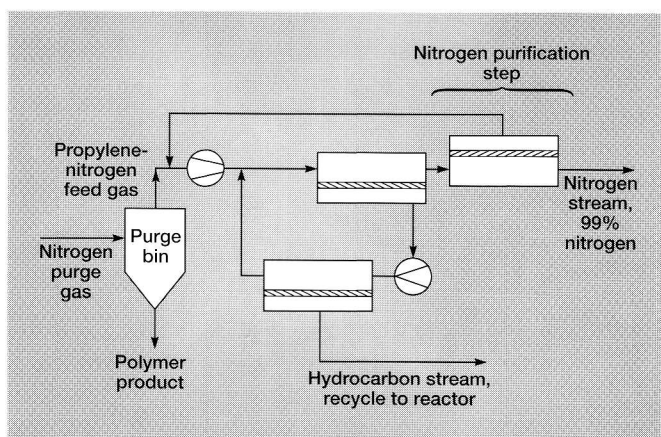 Nitrogen purification
step
Propylene-
nitrogen
feed gas
Nitrogen
stream,
99%
nitrogen
Purge
bin
Nitrogen
purge
gas
Polymer
product
Hydrocarbon stream,
recycle to reactor